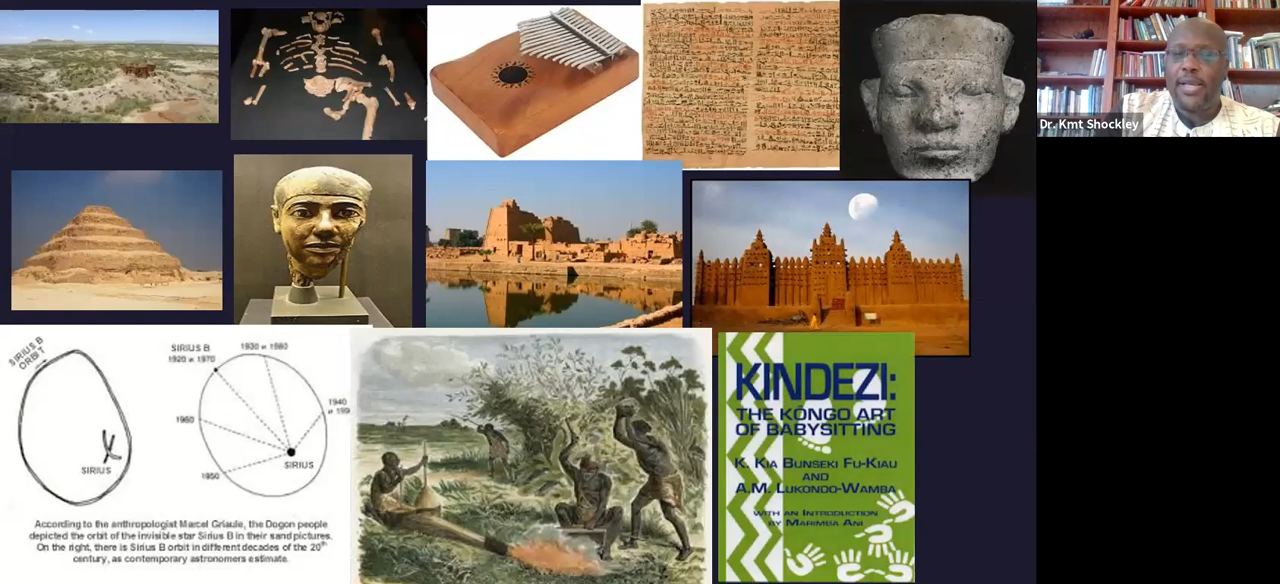 Dr. Kmt Shockley
SIRIUS B
ORBIT
SIRIUS
SIRIUS B
1920 и 1970
1930 и 1980
1940
и 199
1960
SIRIUS
1950
According to the anthropologist Marcel Griaule, the Dogon people
depicted the orbit of the invisible star Sirius B in their sand pictures.
On the right, there is Sirius B orbit in different decades of the 20th
century, as contemporary astronomers estimate.
KINDEZI:
THE KONGO ART
OF BABYSITTING
K. KIA BUNSEKI FU-KIAU
AND
A.M. LUKONDO-WAMBA
WITH AN INTRODUCTION
BY MARIMBA ANI